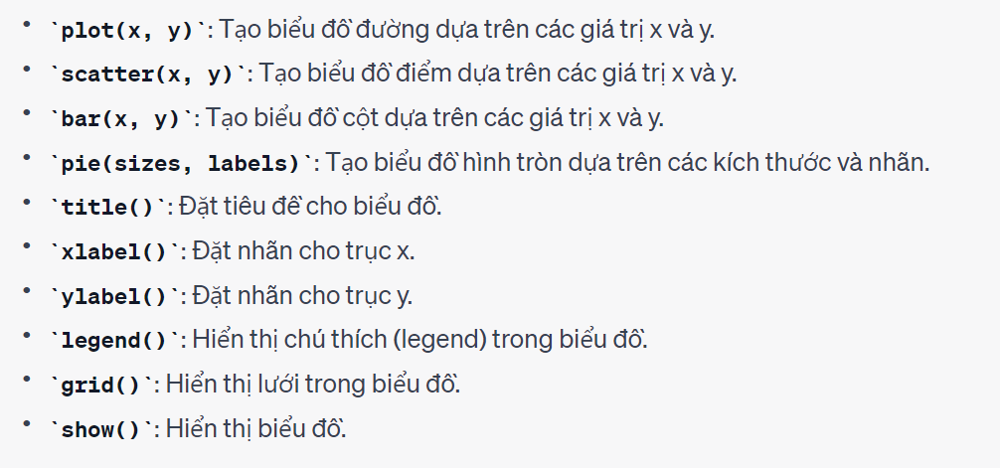 • `plot(x, y)`: Tạo biểu đồ đường dựa trên các giá trị x và y.
• `scatter(x, y)`: Tạo biểu đồ điểm dựa trên các giá trị x và y.
• `bar(x, y)`: Tạo biểu đồ cột dựa trên các giá trị x và y.
• `pie(sizes, labels)`: Tạo biểu đồ hình tròn dựa trên các kích thước và nhãn.
• `title()`: Đặt tiêu đề cho biểu đồ.
• `xlabel()`: Đặt nhãn cho trục x.
• `ylabel()`: Đặt nhãn cho trục y.
• `legend()`: Hiển thị chú thích (legend) trong biểu đồ.
• `grid()`: Hiển thị lưới trong biểu đồ.
• `show()`: Hiển thị biểu đồ.